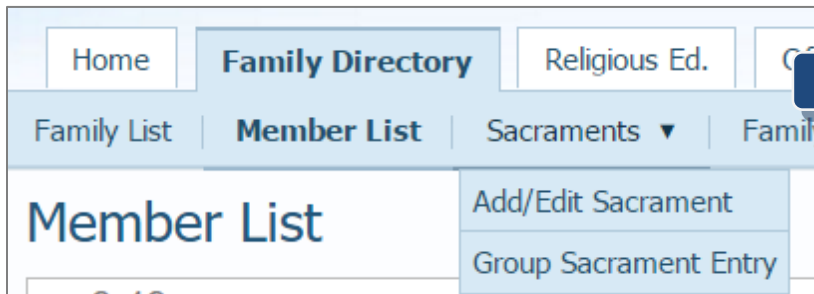 Home Family Directory Religious Ed.
Family List Member List Sacraments ▼
Add/Edit Sacrament
Member List
Group Sacrament Entry